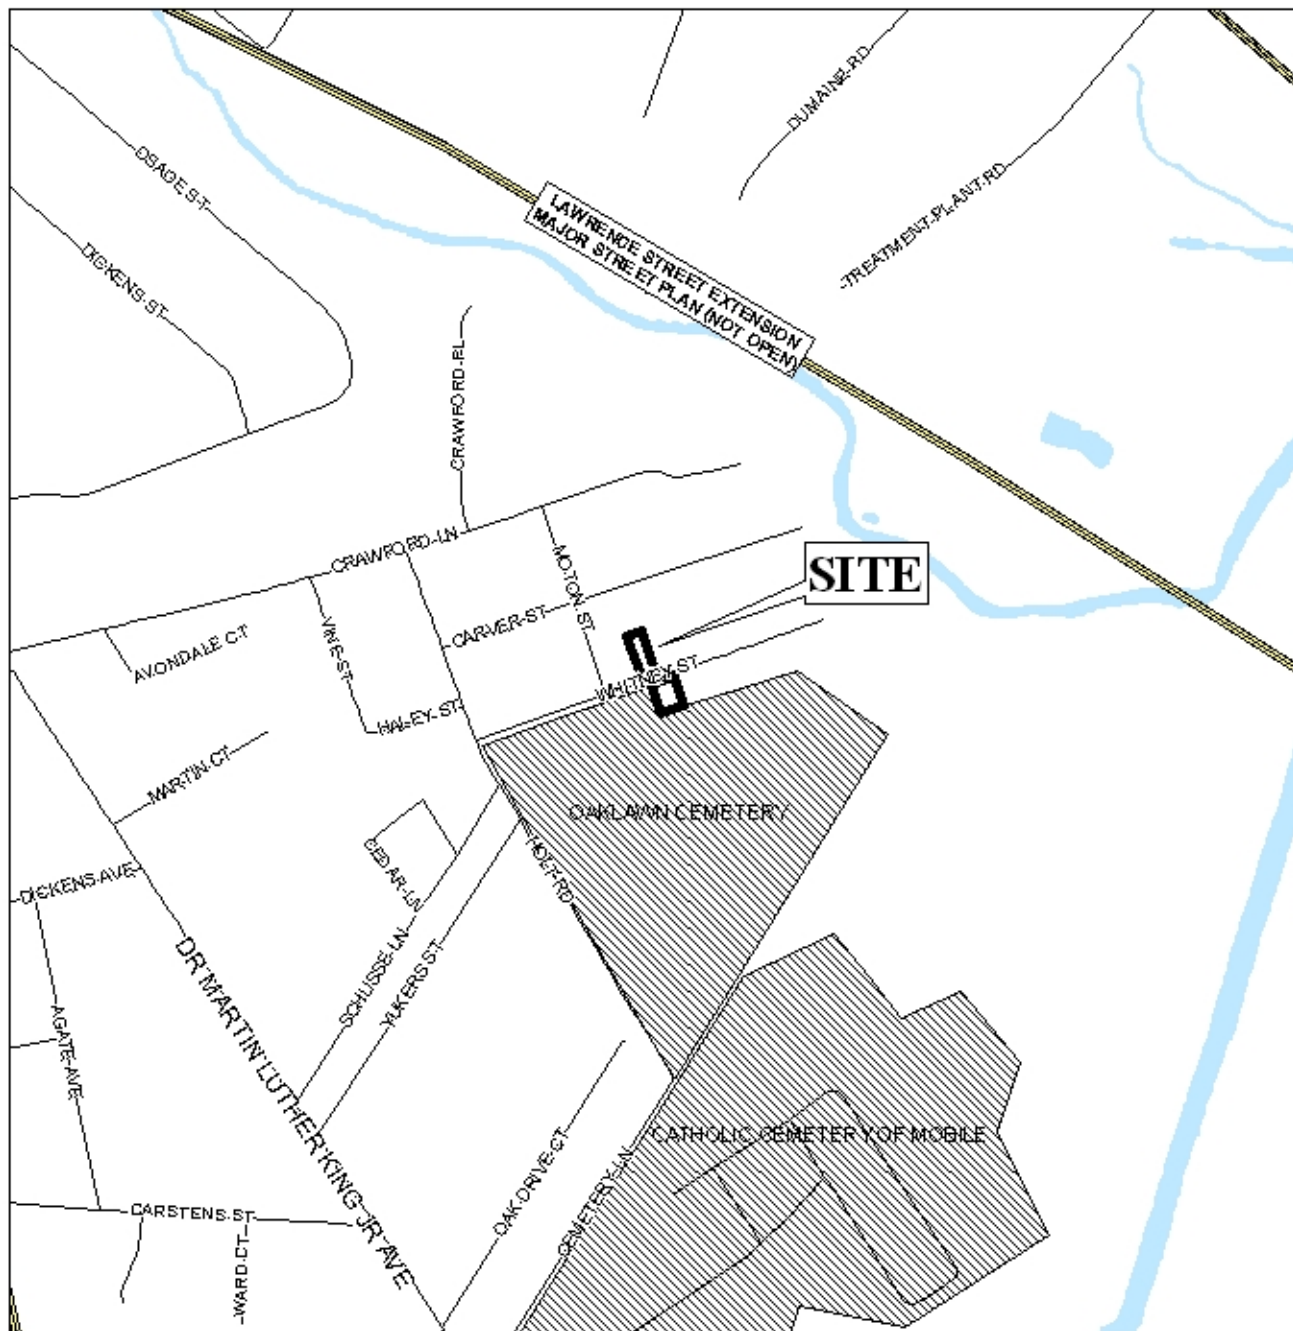 DUMAINE RD
OSAGE ST
TREATMENT PLANT RD
LAWRENCE STREET EXTENSION
MAJOR STREET PLAN (NOT OPEN)
DICKENS ST
CRAWFORD PL
CRAWFORD LN
MOTON ST
SITE
CARVER ST
VINE ST
AVONDALE CT
WHITNEY ST
HALEY ST
MARTIN CT
OAKLAWN CEMETERY
CEDAR LN
HOLT RD
DICKENS AVE
SCHUSSE LN
YUKERS ST
DR MARTIN LUTHER KING JR AVE
AGATE AVE
CATHOLIC CEMETERY OF MOBILE
OAK DRIVE CT
CEMETERY LN
CARSTENS ST
WARD CT